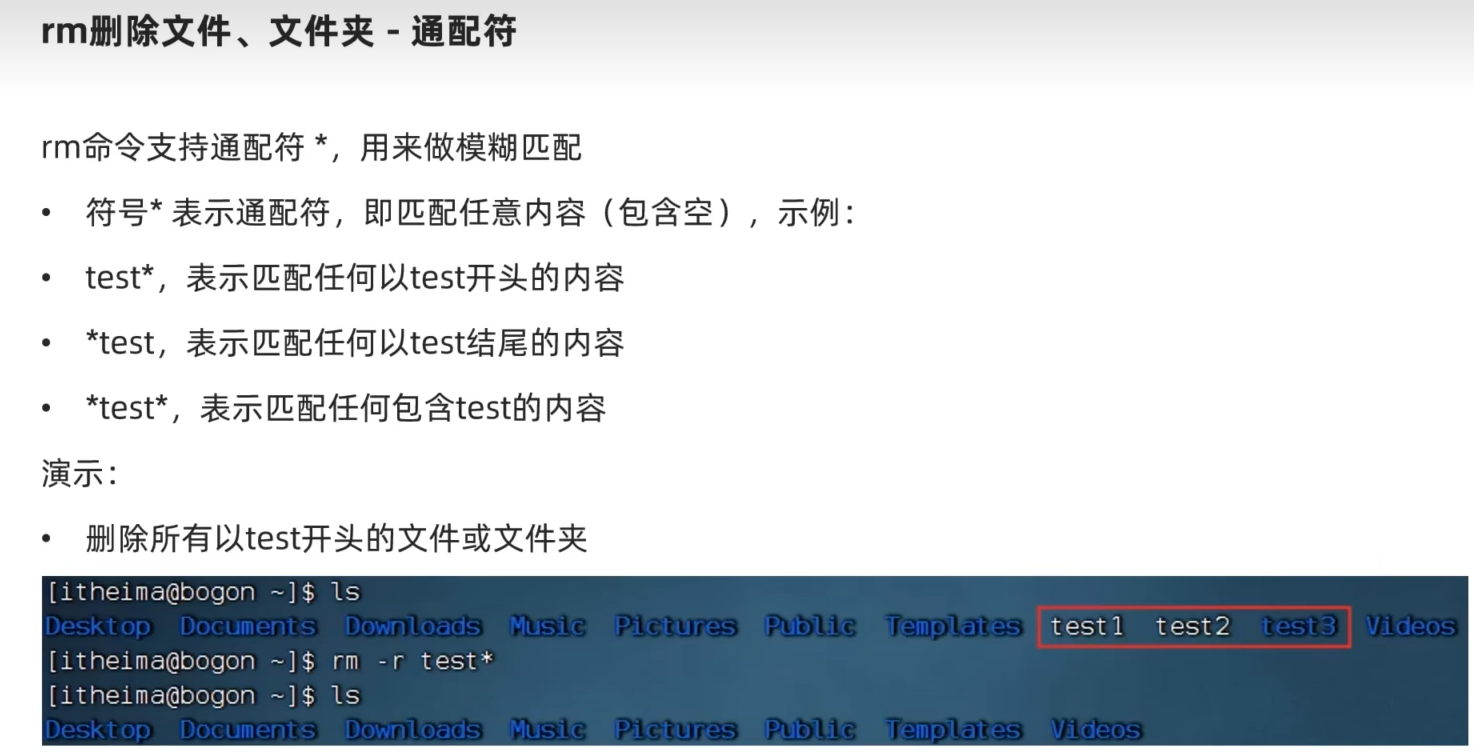 rm删除文件、文件夹 - 通配符
rm命令支持通配符 *，用来做模糊匹配
• 符号* 表示通配符，即匹配任意内容（包含空），示例：
• test*，表示匹配任何以test开头的内容
• *test，表示匹配任何以test结尾的内容
• *test*，表示匹配任何包含test的内容
演示：
• 删除所有以test开头的文件或文件夹
[itheima@bogon ~]$ ls
Desktop Documents Downloads Music Pictures Public Templates test1 test2 test3 Videos
[itheima@bogon ~]$ rm -r test*
[itheima@bogon ~]$ ls
Desktop Documents Downloads Music Pictures Public Templates Videos